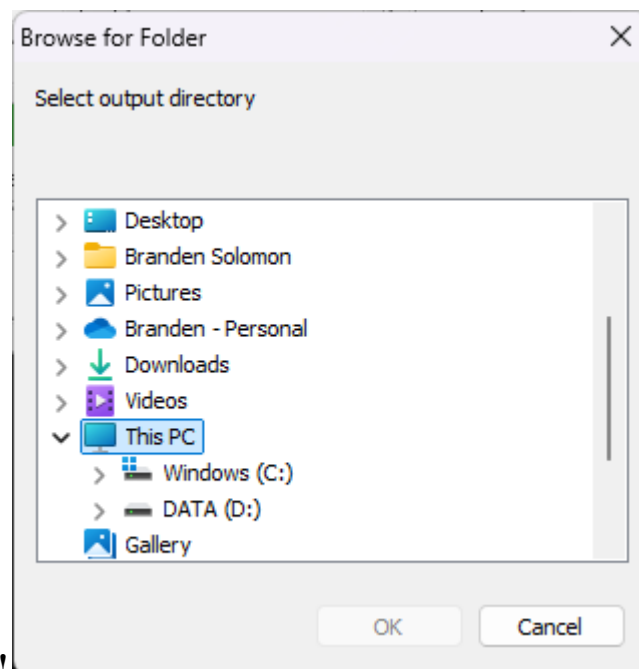 Browse for Folder
Select output directory
Desktop
Branden Solomon
Pictures
Branden - Personal
Downloads
Videos
This PC
Windows (C:)
DATA (D:)
Gallery
OK
Cancel